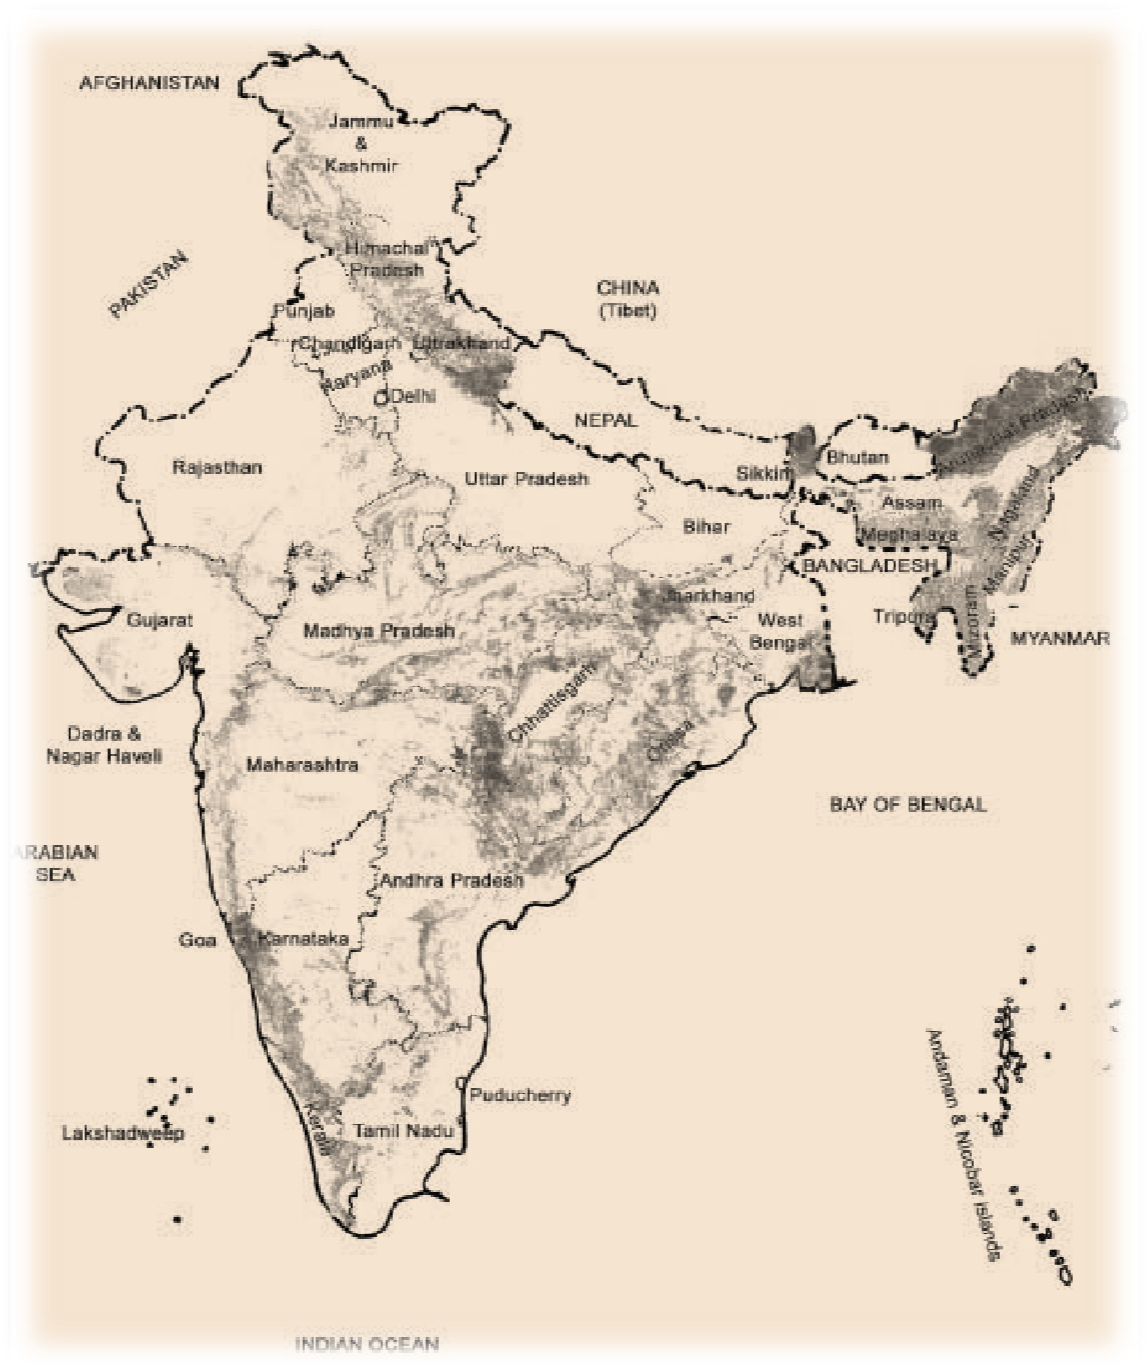 AFGHANISTAN
Jammu
&
Kashmir
Himachal
Pradesh
PAKISTAN
CHINA
(Tibet)
Punjab
Chandigarh
Uttrakhand
Haryana
Delhi
NEPAL
Rajasthan
Uttar Pradesh
Sikkim
Bhutan
Arunachal Pradesh
Assam
Nagaland
Bihar
Meghalaya
Manipur
BANGLADESH
Jharkhand
Gujarat
Madhya Pradesh
West
Bengal
Tripura
Mizoram
MYANMAR
Chhattisgarh
Dadra &
Nagar Haveli
Maharashtra
Orissa
BAY OF BENGAL
ARABIAN
SEA
Andhra Pradesh
Goa
Karnataka
Puducherry
Lakshadweep
Kerala
Tamil Nadu
Andaman & Nicobar islands
INDIAN OCEAN